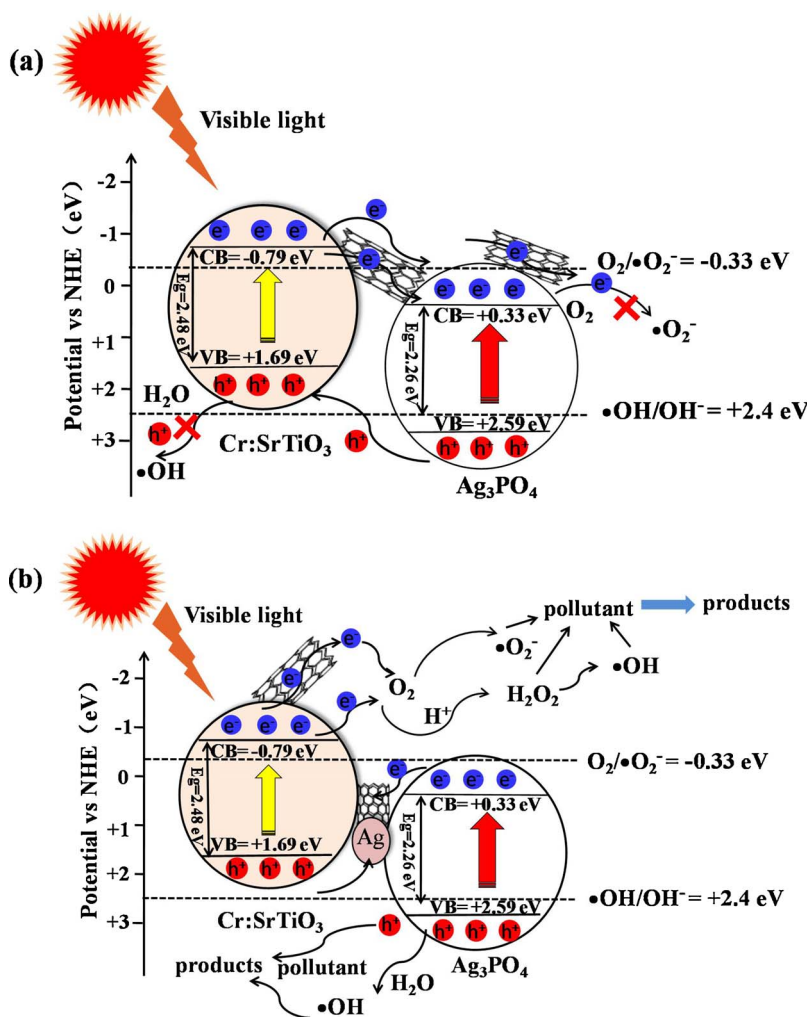 (a)
Visible light
Potential vs NHE (eV)
-2
-1
0
+1
+2
+3
e⁻ e⁻ e⁻
CB= -0.79 eV
Eg=2.48 eV
VB= +1.69 eV
h⁺ h⁺ h⁺
e⁻
e⁻
e⁻
O₂/●O₂⁻ = -0.33 eV
e⁻ e⁻ e⁻
e⁻
O₂
●O₂⁻
CB= +0.33 eV
Eg=2.26 eV
VB= +2.59 eV
h⁺ h⁺ h⁺
●OH/OH⁻ = +2.4 eV
H₂O
h⁺
●OH
Cr:SrTiO₃
h⁺
Ag₃PO₄
(b)
Visible light
pollutant
products
●O₂⁻
●OH
e⁻
e⁻
O₂
H₂O₂
e⁻
H⁺
Potential vs NHE (eV)
-2
-1
0
+1
+2
+3
e⁻ e⁻ e⁻
CB= -0.79 eV
Eg=2.48 eV
VB= +1.69 eV
h⁺ h⁺ h⁺
O₂/●O₂⁻ = -0.33 eV
e⁻
e⁻ e⁻ e⁻
CB= +0.33 eV
Ag
Eg=2.26 eV
VB= +2.59 eV
h⁺ h⁺ h⁺
●OH/OH⁻ = +2.4 eV
Cr:SrTiO₃
h⁺
Ag₃PO₄
products pollutant
H₂O
●OH